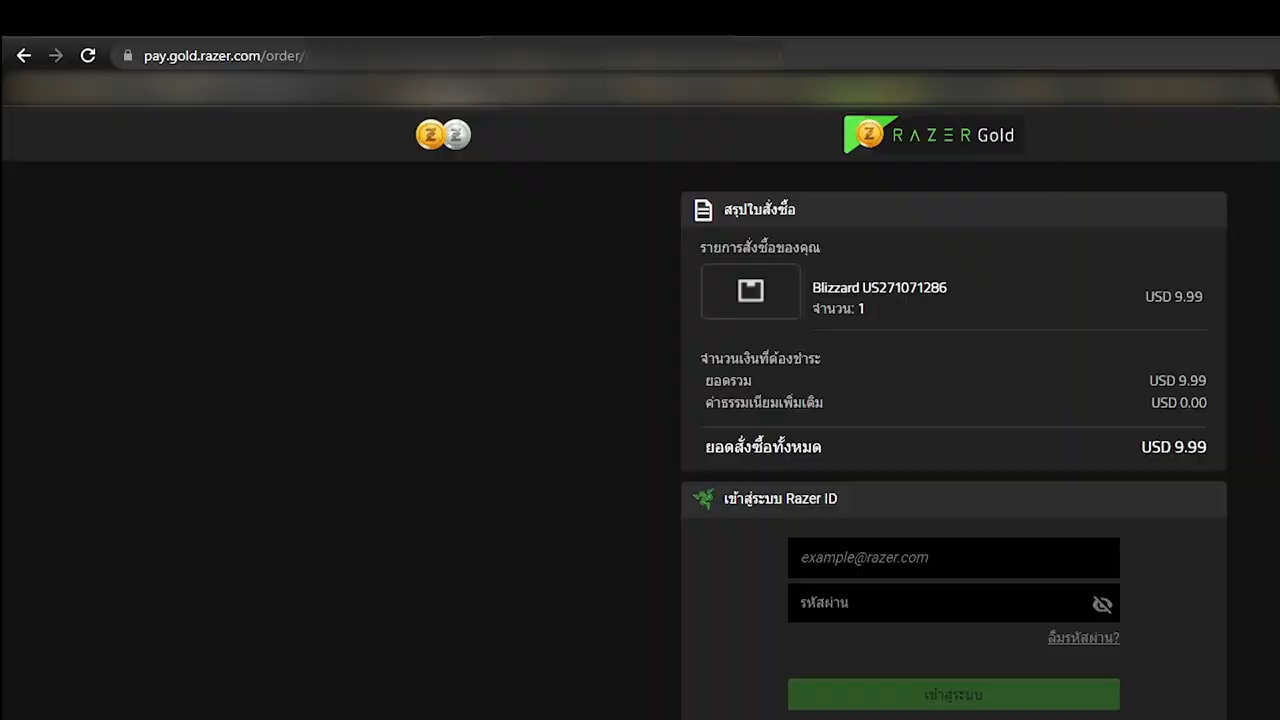 pay.gold.razer.com/order/
RAZER Gold
สรุปใบสั่งซื้อ
รายการสั่งซื้อของคุณ
Blizzard US271071286
USD 9.99
จำนวน: 1
จำนวนเงินที่ต้องชำระ
ยอดรวม USD 9.99
ค่าธรรมเนียมเพิ่มเติม USD 0.00
ยอดสั่งซื้อทั้งหมด USD 9.99
เข้าสู่ระบบ Razer ID
example@razer.com
รหัสผ่าน
ลืมรหัสผ่าน?
เข้าสู่ระบบ